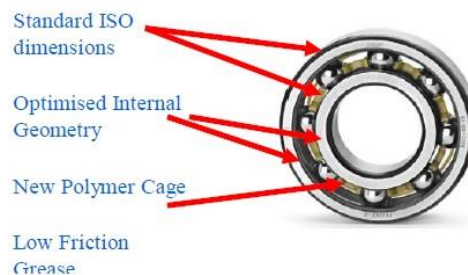 Standard ISO
dimensions
Optimised Internal
Geometry
New Polymer Cage
Low Friction
Grease